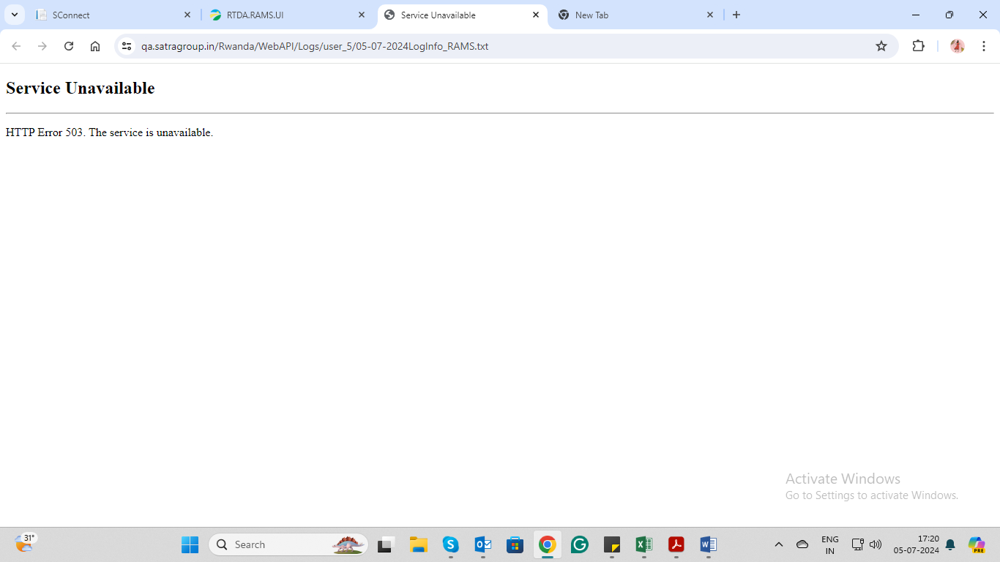 SConnect
RTDA.RAMS.UI
Service Unavailable
New Tab
qa.satragroup.in/Rwanda/WebAPI/Logs/user_5/05-07-2024LogInfo_RAMS.txt
Service Unavailable
HTTP Error 503. The service is unavailable.
Activate Windows
Go to Settings to activate Windows.
31°
Search
ENG
IN
17:20
05-07-2024
PRE